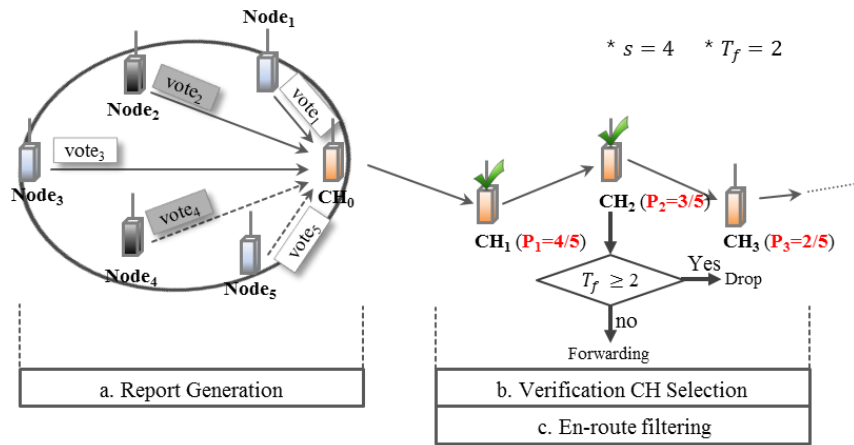 Node₁
* s = 4 * T_f = 2
vote₂
Node₂
vote₁
vote₃
Node₃
CH₀
vote₄
Node₄
vote₅
Node₅
CH₁ (P₁=4/5)
CH₂ (P₂=3/5)
CH₃ (P₃=2/5)
T_f ≥ 2
Yes
Drop
no
Forwarding
a. Report Generation
b. Verification CH Selection
c. En-route filtering